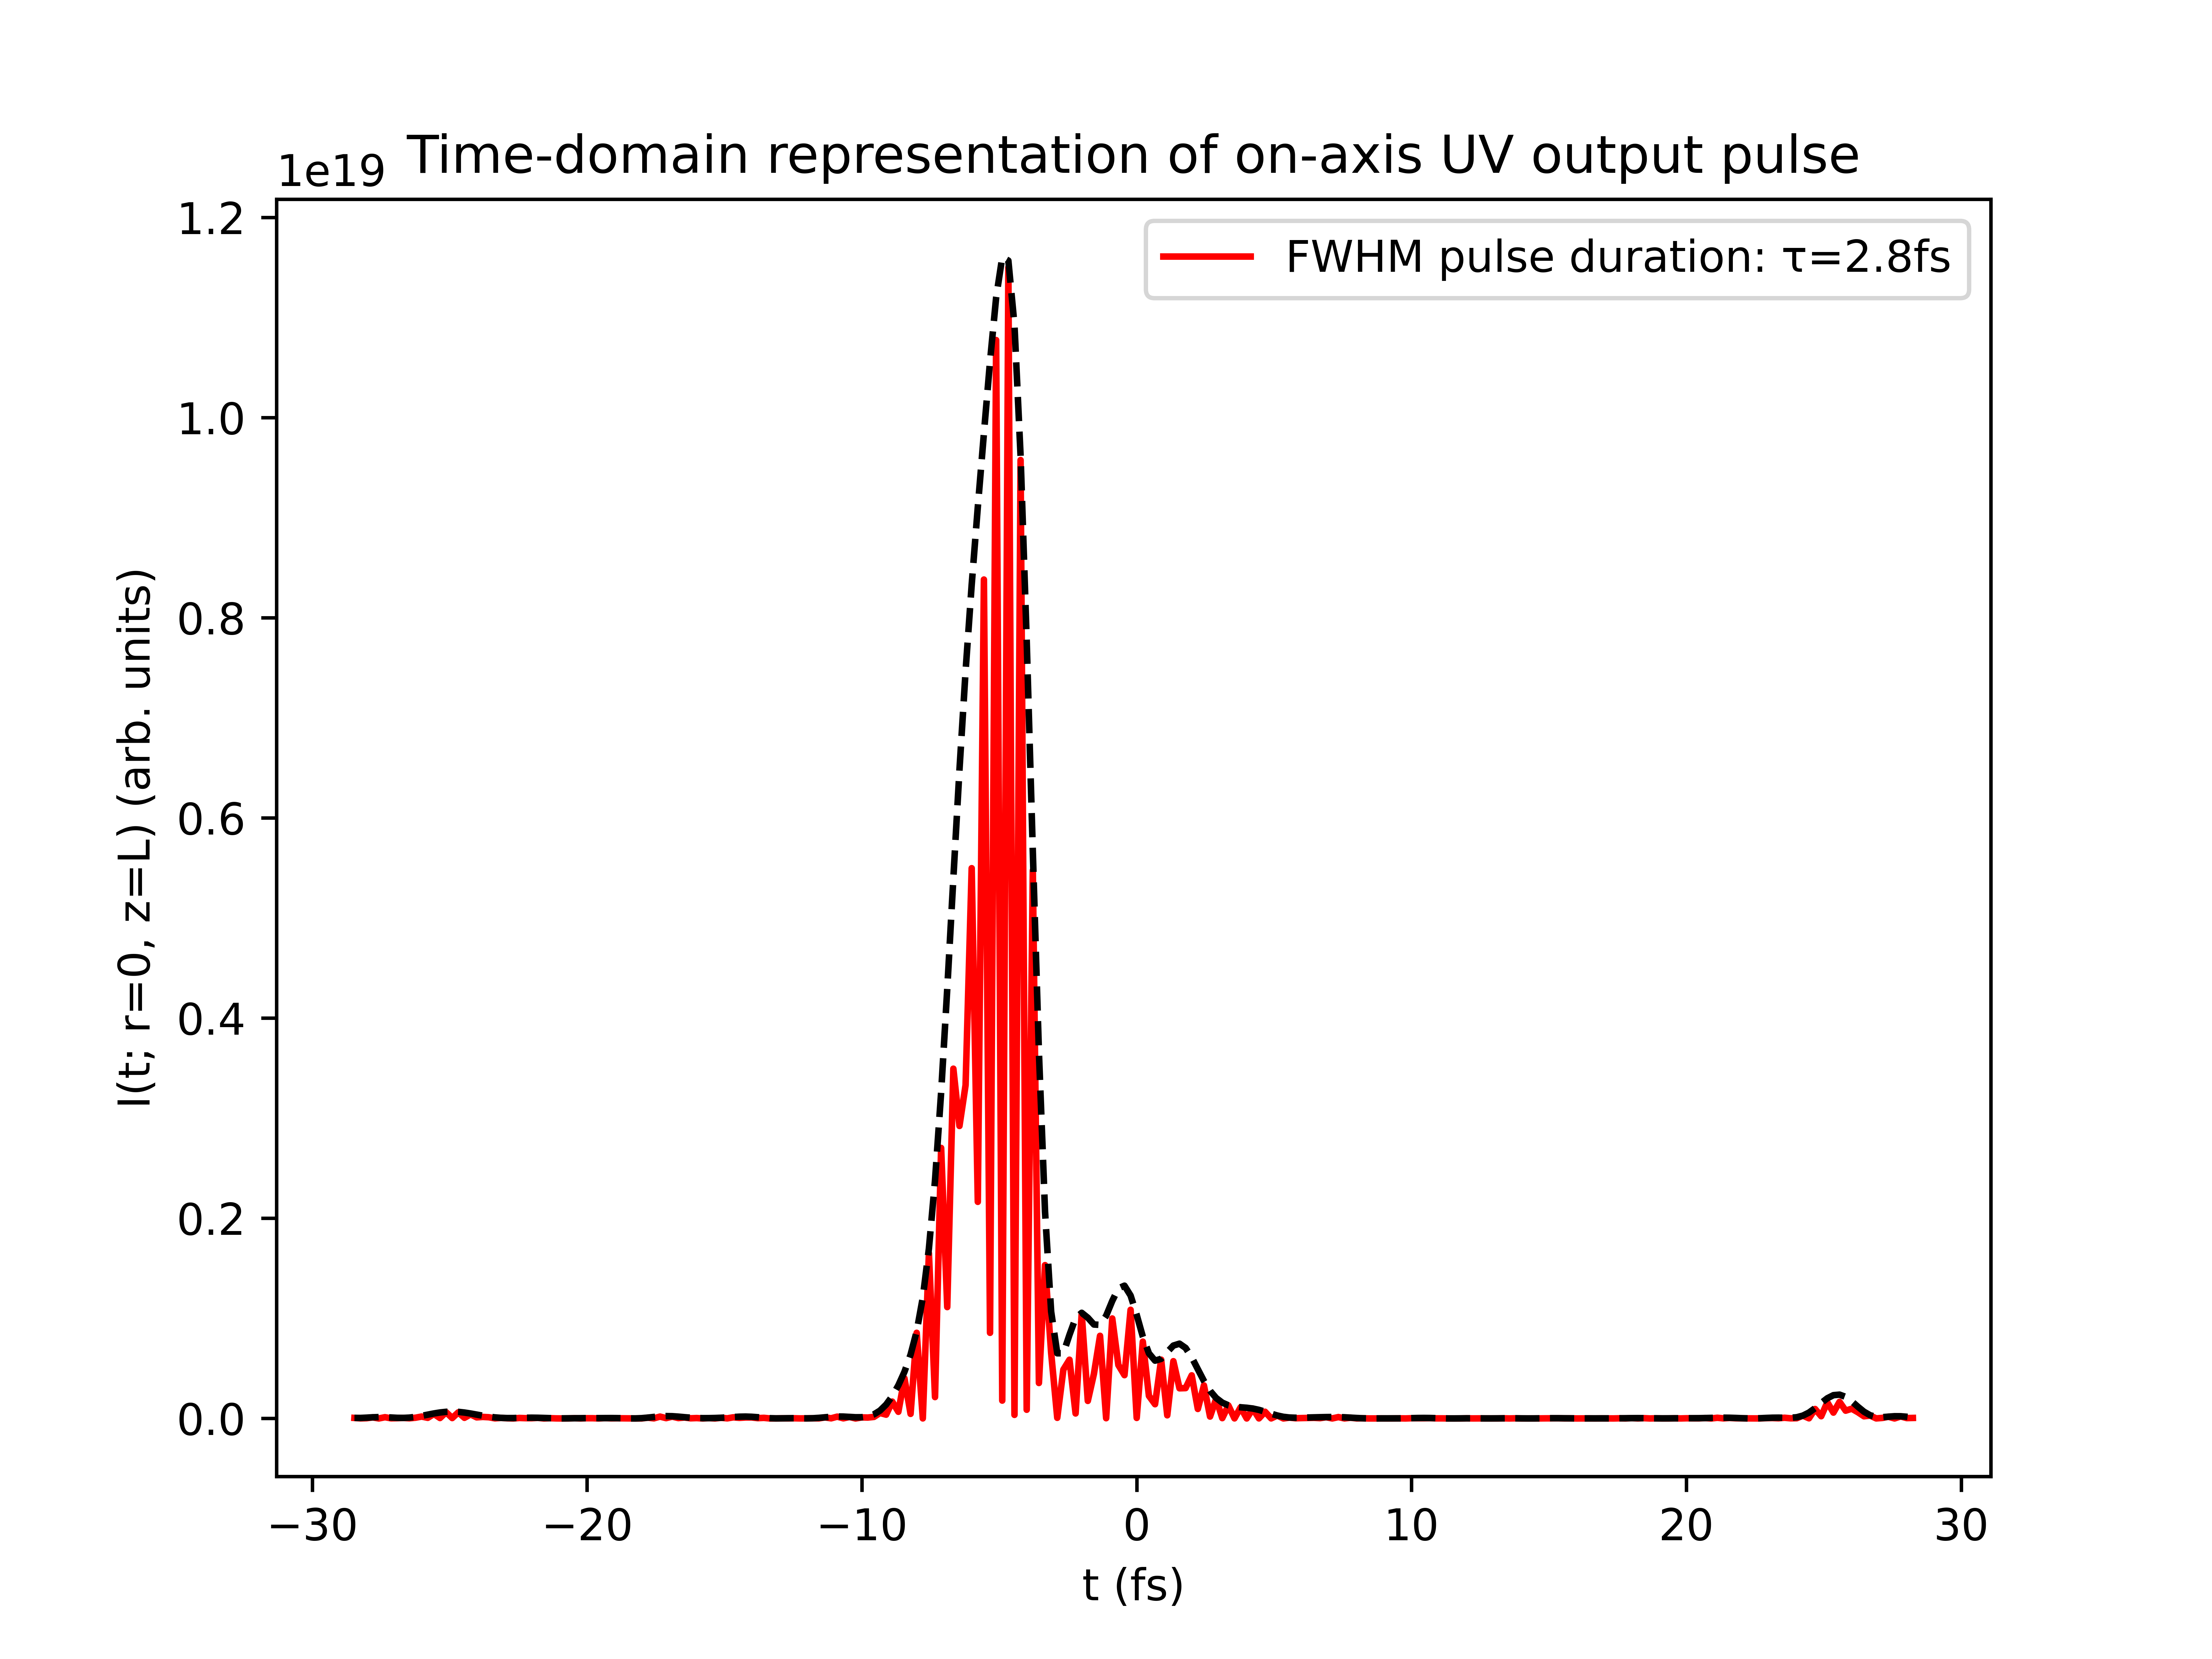 Time-domain representation of on-axis UV output pulse
1e19
FWHM pulse duration: τ=2.8fs
1.2
1.0
0.8
0.6
0.4
0.2
0.0
I(t; r=0, z=L) (arb. units)
−30 −20 −10 0 10 20 30
t (fs)